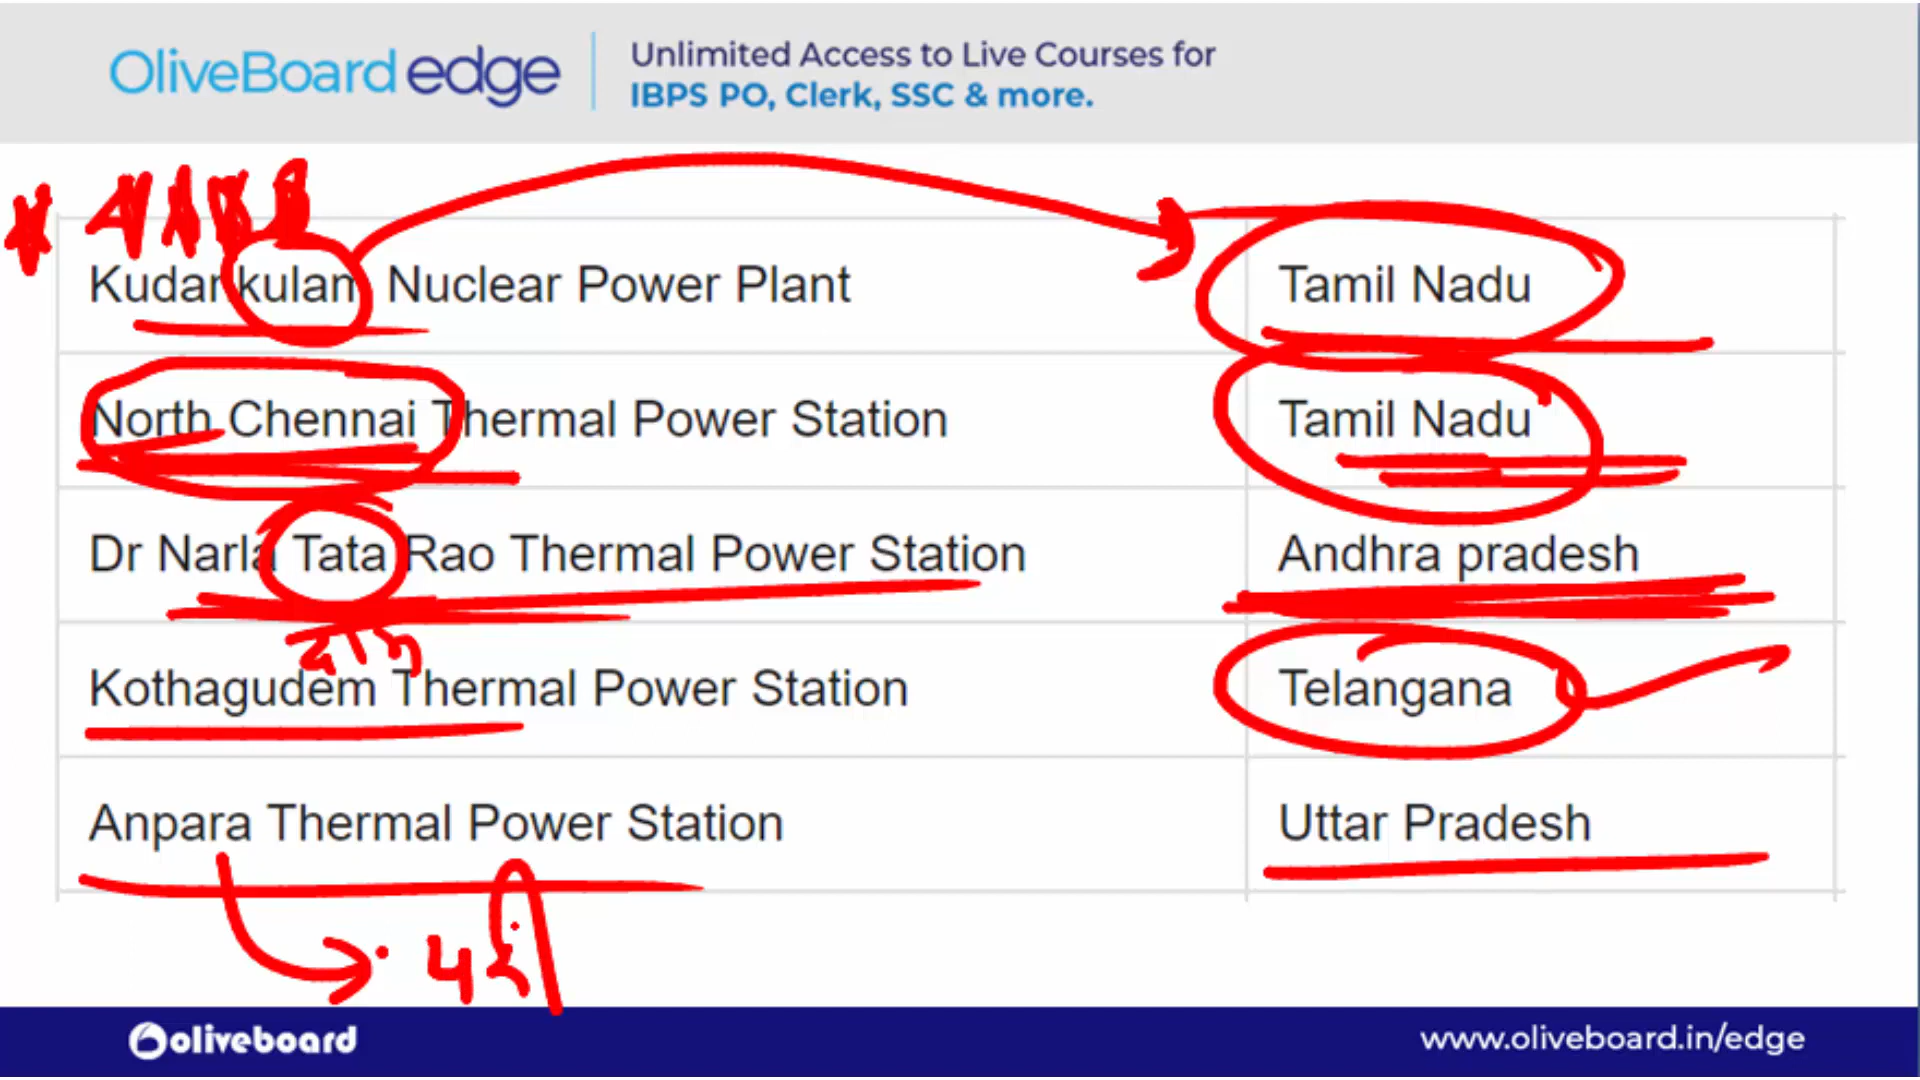 OliveBoard edge
Unlimited Access to Live Courses for
IBPS PO, Clerk, SSC & more.
Kudankulam Nuclear Power Plant Tamil Nadu
North Chennai Thermal Power Station Tamil Nadu
Dr Narla Tata Rao Thermal Power Station Andhra pradesh
Kothagudem Thermal Power Station Telangana
Anpara Thermal Power Station Uttar Pradesh
oliveboard www.oliveboard.in/edge